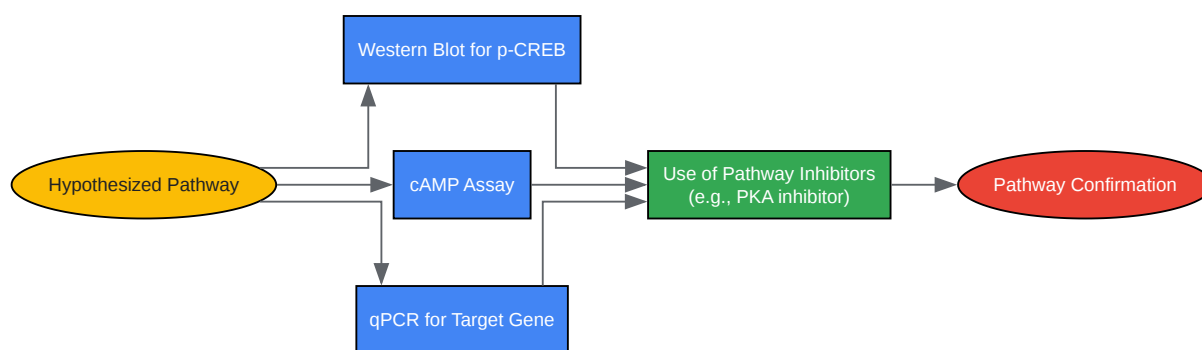 Western Blot for p-CREB
Hypothesized Pathway
cAMP Assay
Use of Pathway Inhibitors
(e.g., PKA inhibitor)
Pathway Confirmation
qPCR for Target Gene